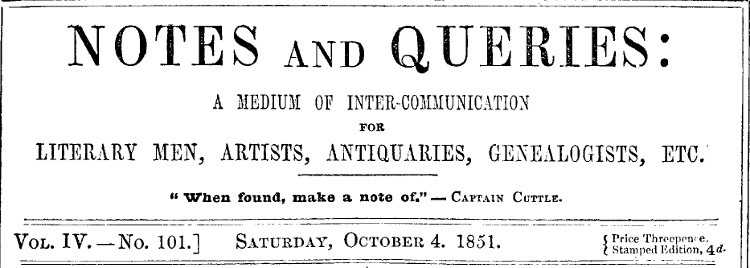 NOTES AND QUERIES:
A MEDIUM OF INTER-COMMUNICATION
FOR
LITERARY MEN, ARTISTS, ANTIQUARIES, GENEALOGISTS, ETC.
"When found, make a note of." — CAPTAIN CUTTLE.
VOL. IV.—No. 101.] SATURDAY, OCTOBER 4. 1851. { Price Threepence.
{ Stamped Edition, 4d.